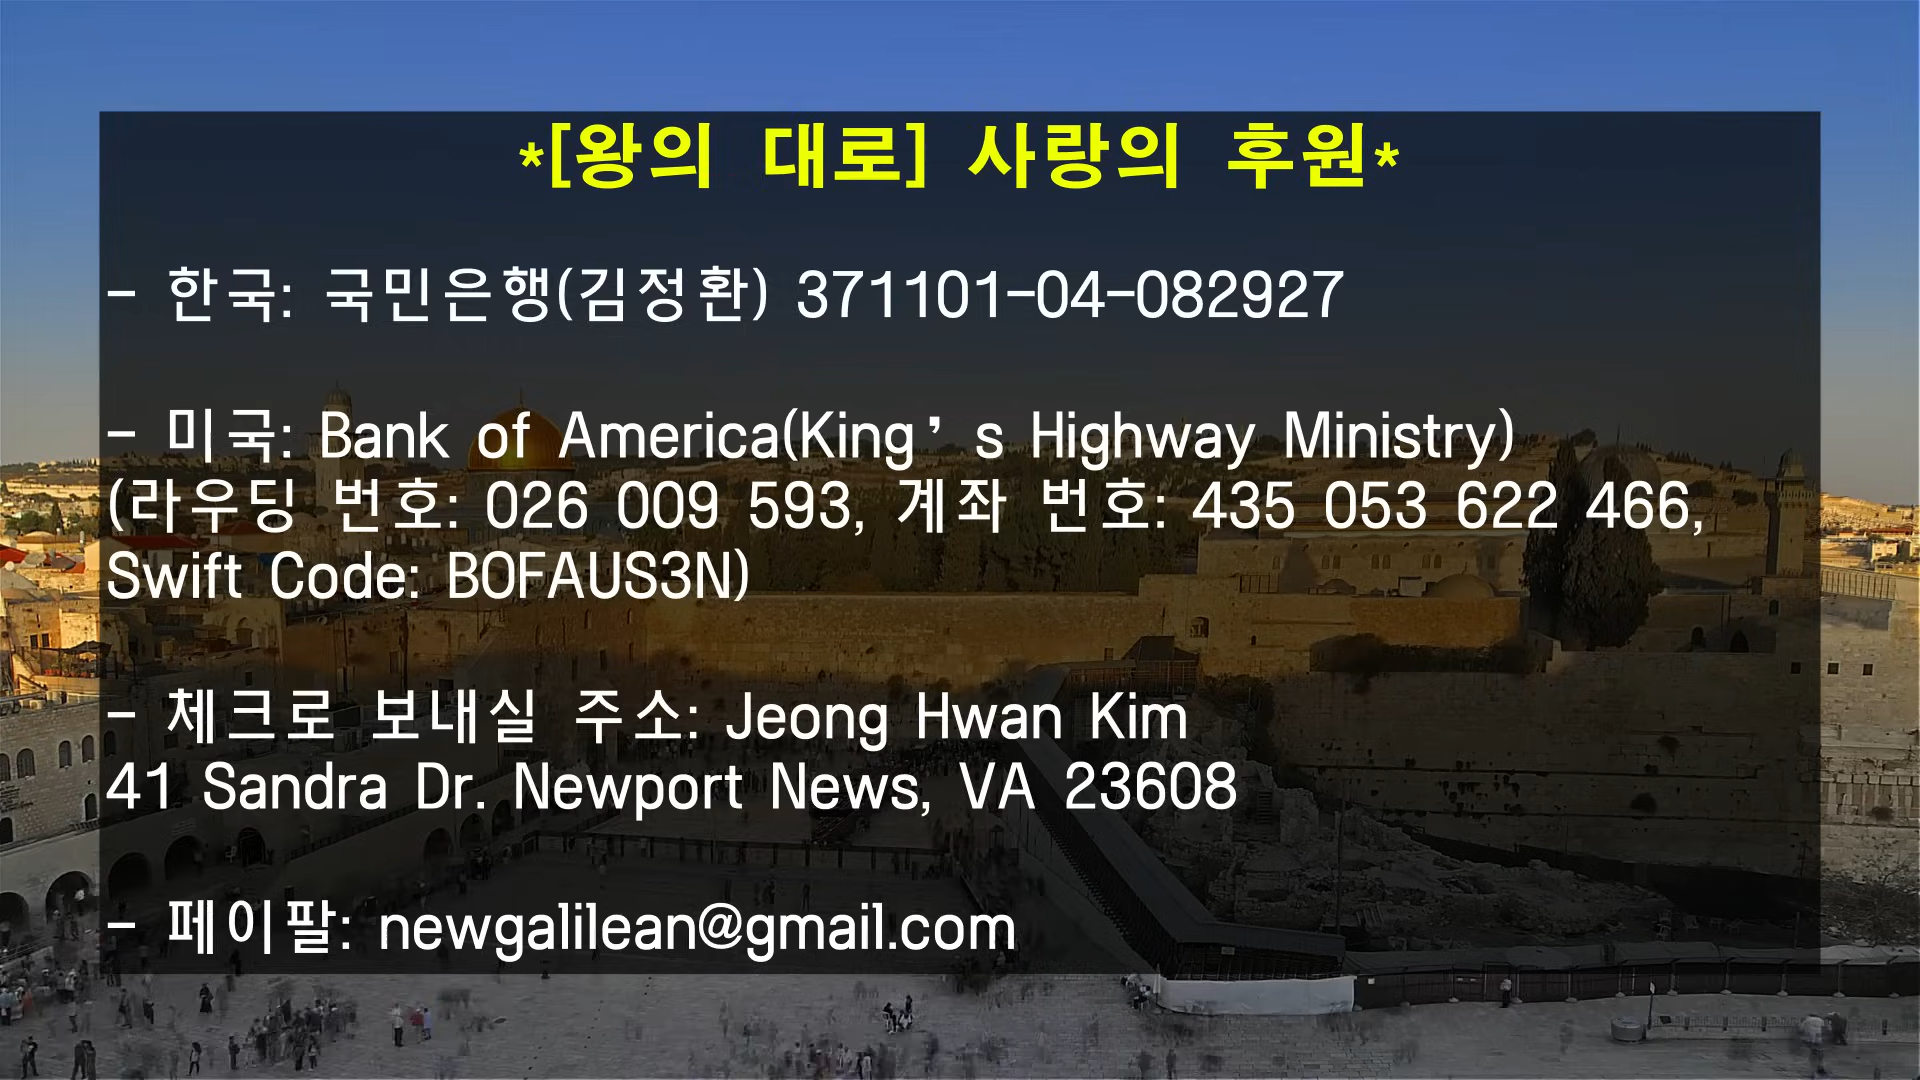 *[왕의 대로] 사랑의 후원*
- 한국: 국민은행(김정환) 371101-04-082927
- 미국: Bank of America(King’s Highway Ministry)
(라우딩 번호: 026 009 593, 계좌 번호: 435 053 622 466,
Swift Code: BOFAUS3N)
- 체크로 보내실 주소: Jeong Hwan Kim
41 Sandra Dr. Newport News, VA 23608
- 페이팔: newgalilean@gmail.com